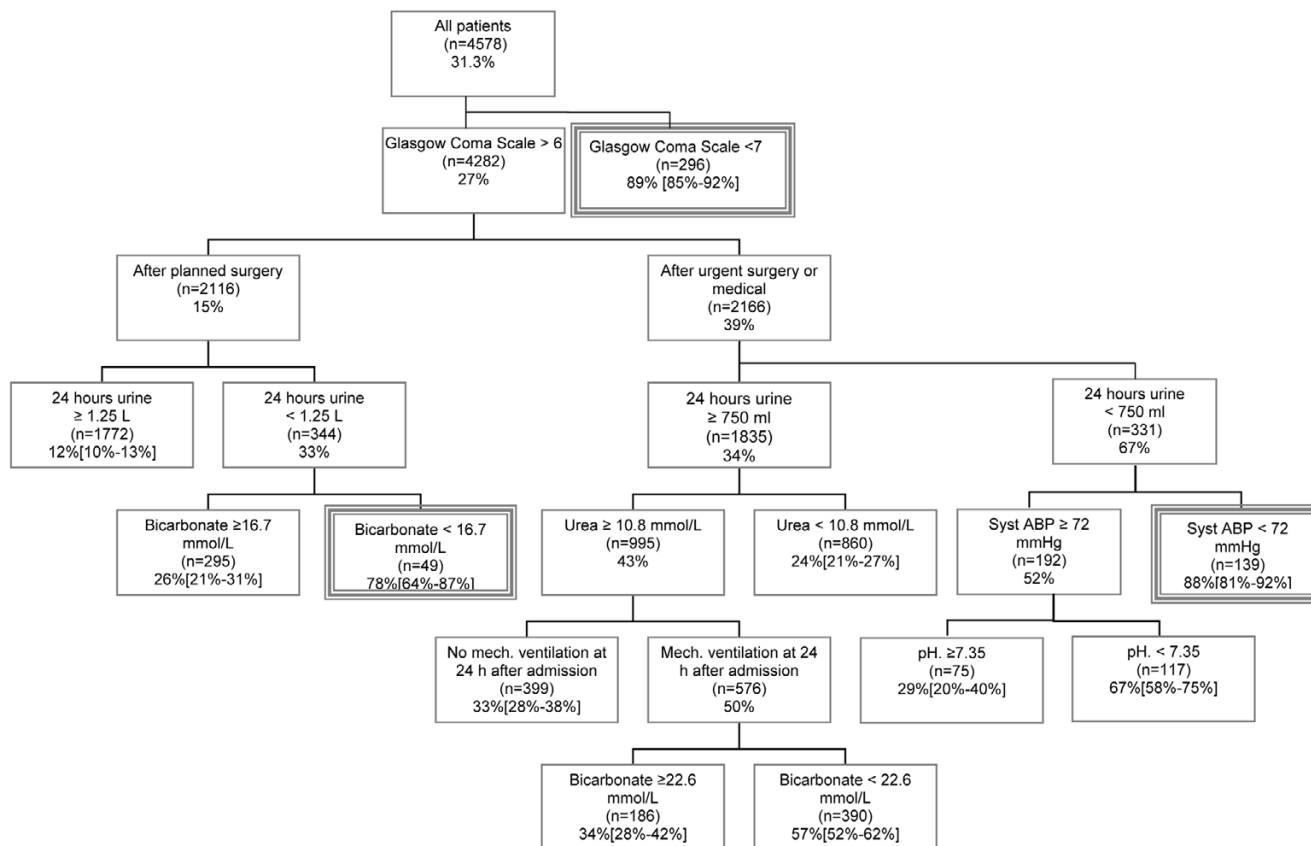 All patients
(n=4578)
31.3%
Glasgow Coma Scale > 6
(n=4282)
27%
Glasgow Coma Scale <7
(n=296)
89% [85%-92%]
After planned surgery
(n=2116)
15%
After urgent surgery or
medical
(n=2166)
39%
24 hours urine
≥ 1.25 L
(n=1772)
12%[10%-13%]
24 hours urine
< 1.25 L
(n=344)
33%
24 hours urine
≥ 750 ml
(n=1835)
34%
24 hours urine
< 750 ml
(n=331)
67%
Bicarbonate ≥16.7
mmol/L
(n=295)
26%[21%-31%]
Bicarbonate < 16.7
mmol/L
(n=49)
78%[64%-87%]
Urea ≥ 10.8 mmol/L
(n=995)
43%
Urea < 10.8 mmol/L
(n=860)
24%[21%-27%]
Syst ABP ≥ 72
mmHg
(n=192)
52%
Syst ABP < 72
mmHg
(n=139)
88%[81%-92%]
No mech. ventilation at
24 h after admission
(n=399)
33%[28%-38%]
Mech. ventilation at 24
h after admission
(n=576)
50%
pH. ≥7.35
(n=75)
29%[20%-40%]
pH. < 7.35
(n=117)
67%[58%-75%]
Bicarbonate ≥22.6
mmol/L
(n=186)
34%[28%-42%]
Bicarbonate < 22.6
mmol/L
(n=390)
57%[52%-62%]